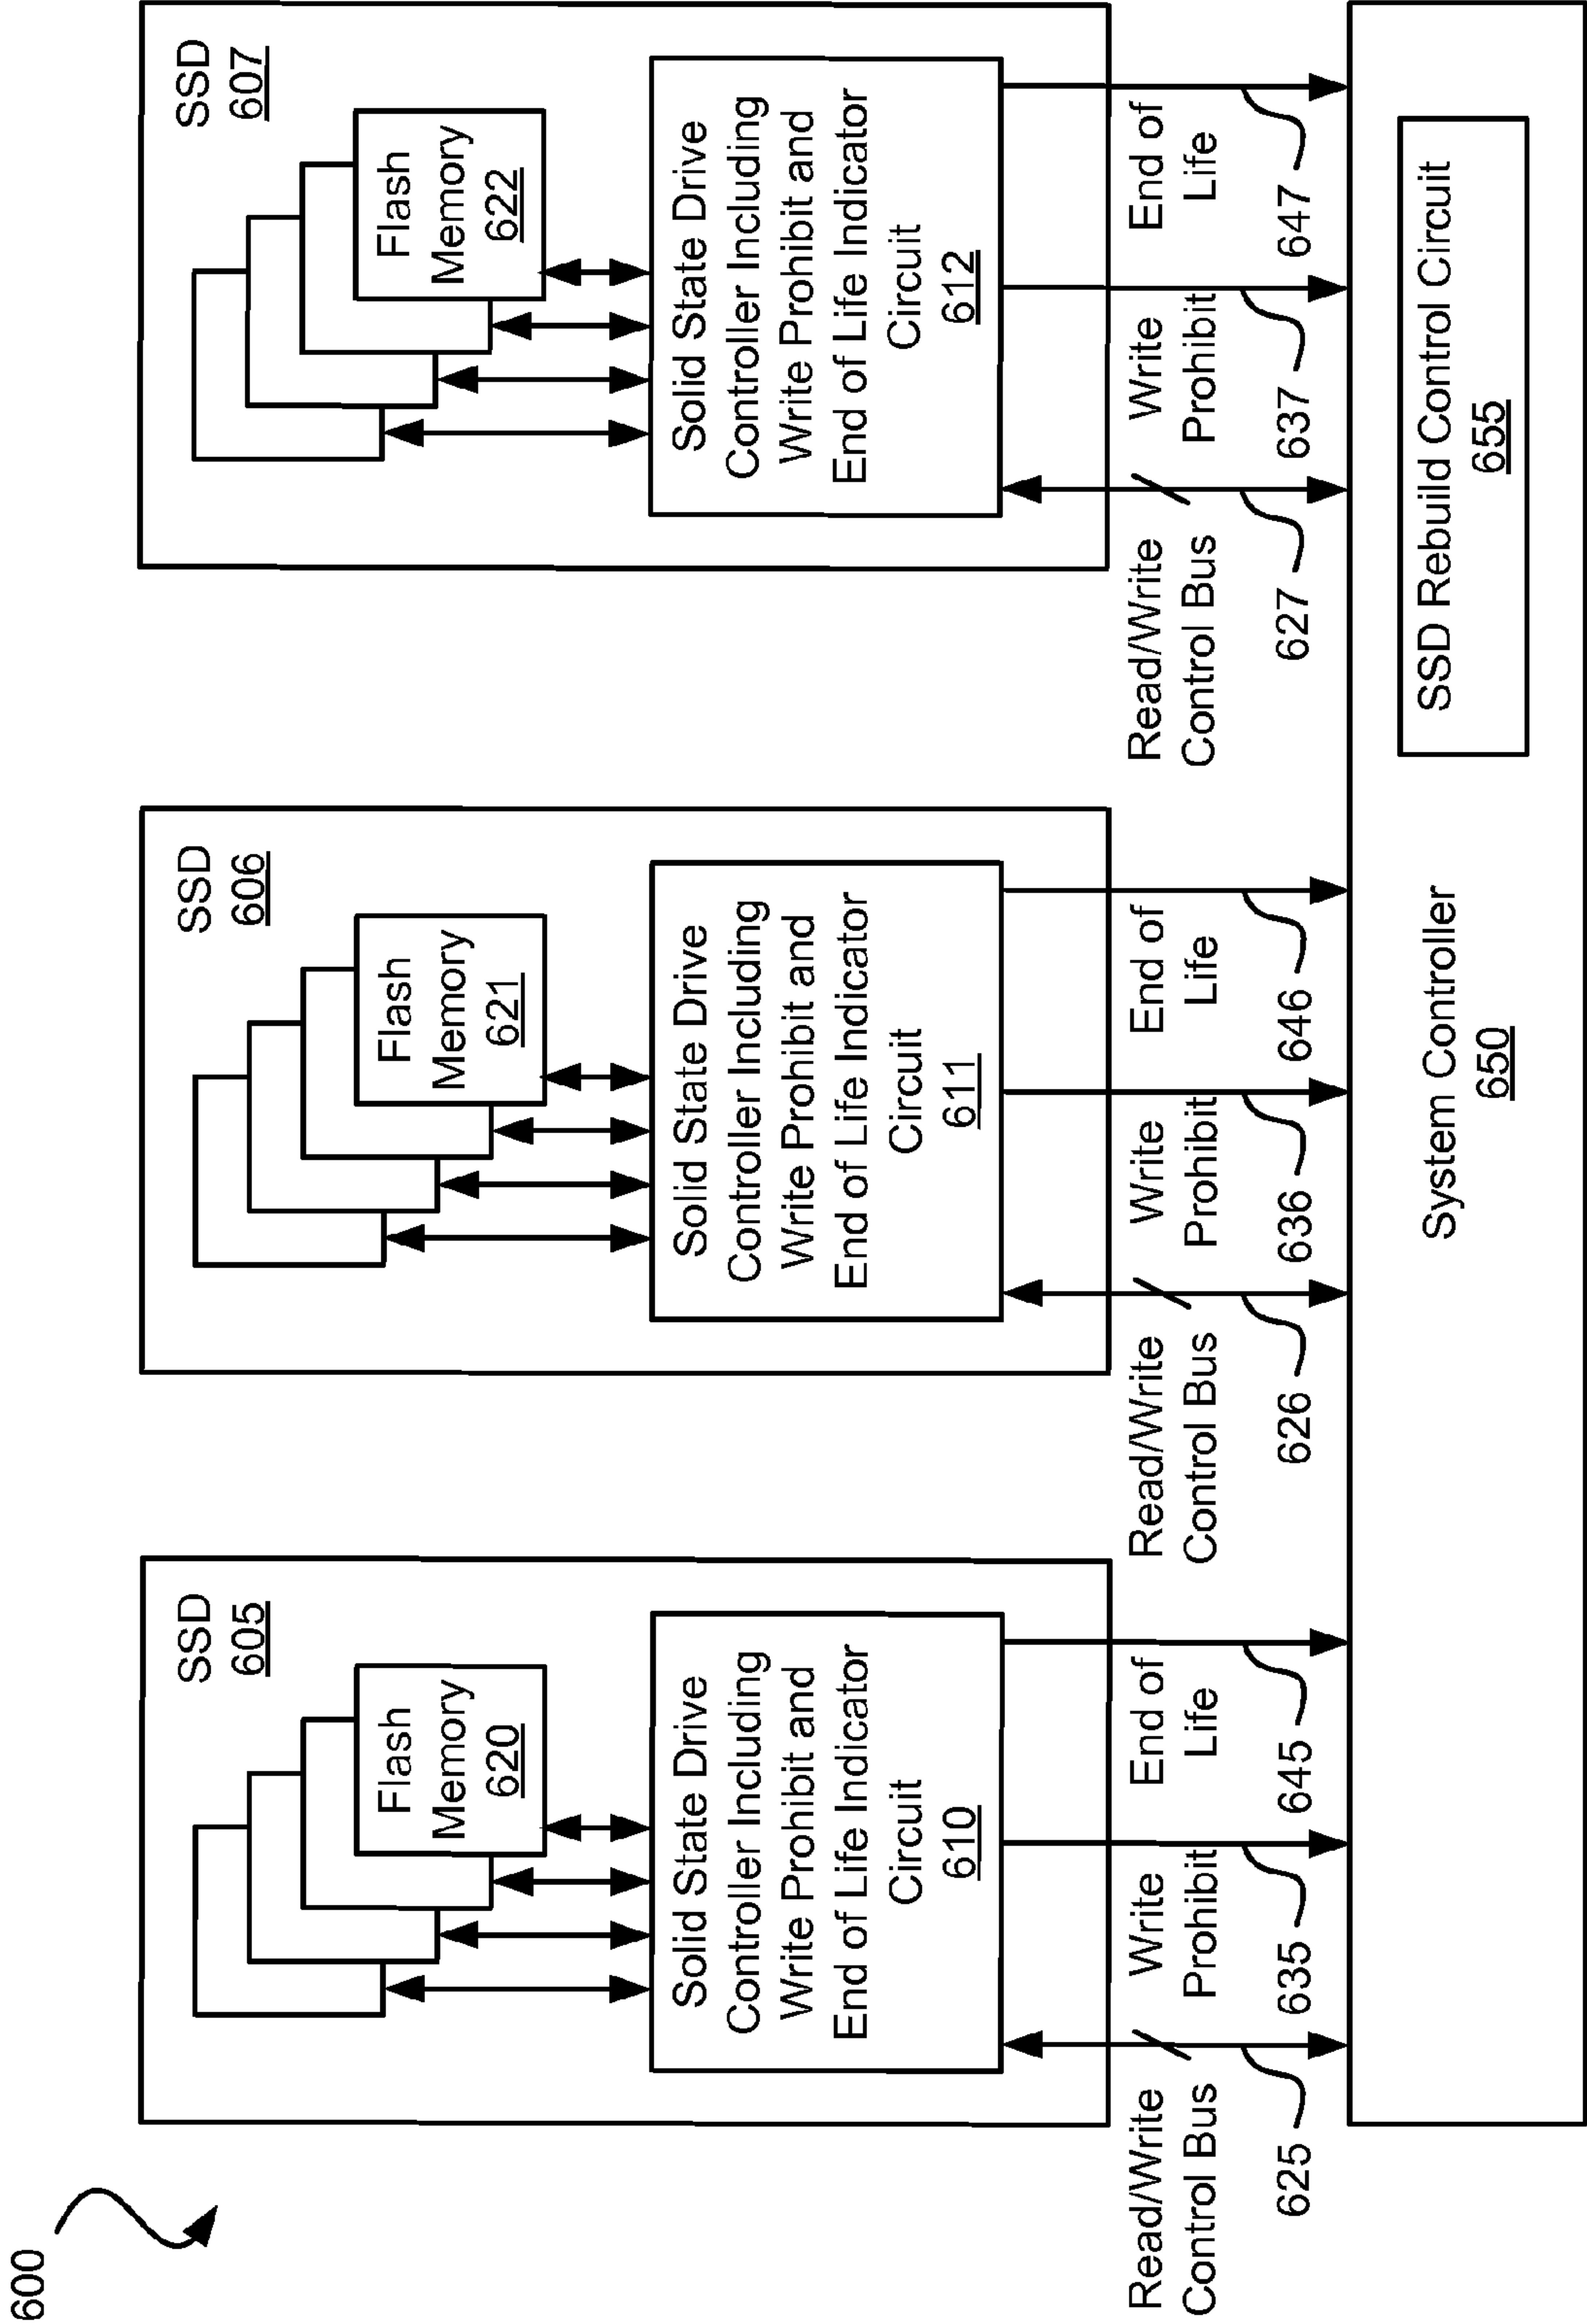 600
SSD
605
Flash
Memory
620
Solid State Drive
Controller Including
Write Prohibit and
End of Life Indicator
Circuit
610
Read/Write
Control Bus
625
Write
Prohibit
635
End of
Life
645
SSD
606
Flash
Memory
621
Solid State Drive
Controller Including
Write Prohibit and
End of Life Indicator
Circuit
611
Read/Write
Control Bus
626
Write
Prohibit
636
End of
Life
646
SSD
607
Flash
Memory
622
Solid State Drive
Controller Including
Write Prohibit and
End of Life Indicator
Circuit
612
Read/Write
Control Bus
627
Write
Prohibit
637
End of
Life
647
System Controller
650
SSD Rebuild Control Circuit
655